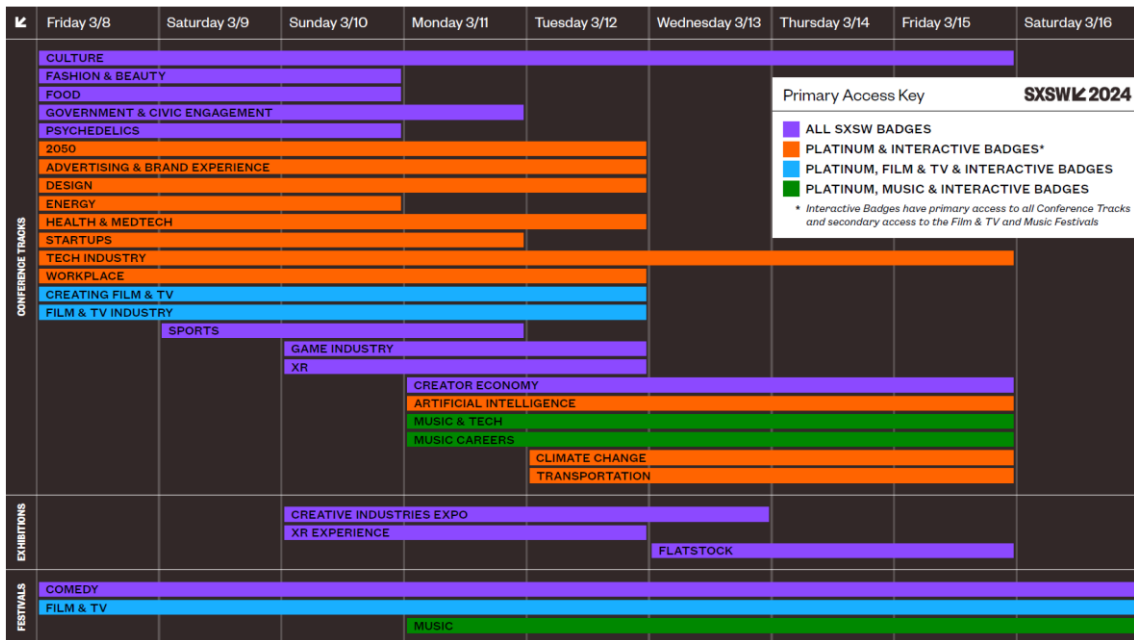 Friday 3/8 Saturday 3/9 Sunday 3/10 Monday 3/11 Tuesday 3/12 Wednesday 3/13 Thursday 3/14 Friday 3/15 Saturday 3/16
CONFERENCE TRACKS
CULTURE
FASHION & BEAUTY
FOOD
GOVERNMENT & CIVIC ENGAGEMENT
PSYCHEDELICS
2050
ADVERTISING & BRAND EXPERIENCE
DESIGN
ENERGY
HEALTH & MEDTECH
STARTUPS
TECH INDUSTRY
WORKPLACE
CREATING FILM & TV
FILM & TV INDUSTRY
SPORTS
GAME INDUSTRY
XR
CREATOR ECONOMY
ARTIFICIAL INTELLIGENCE
MUSIC & TECH
MUSIC CAREERS
CLIMATE CHANGE
TRANSPORTATION
Primary Access Key SXSW 2024
ALL SXSW BADGES
PLATINUM & INTERACTIVE BADGES*
PLATINUM, FILM & TV & INTERACTIVE BADGES
PLATINUM, MUSIC & INTERACTIVE BADGES
* Interactive Badges have primary access to all Conference Tracks
and secondary access to the Film & TV and Music Festivals
EXHIBITIONS
CREATIVE INDUSTRIES EXPO
XR EXPERIENCE
FLATSTOCK
FESTIVALS
COMEDY
FILM & TV
MUSIC